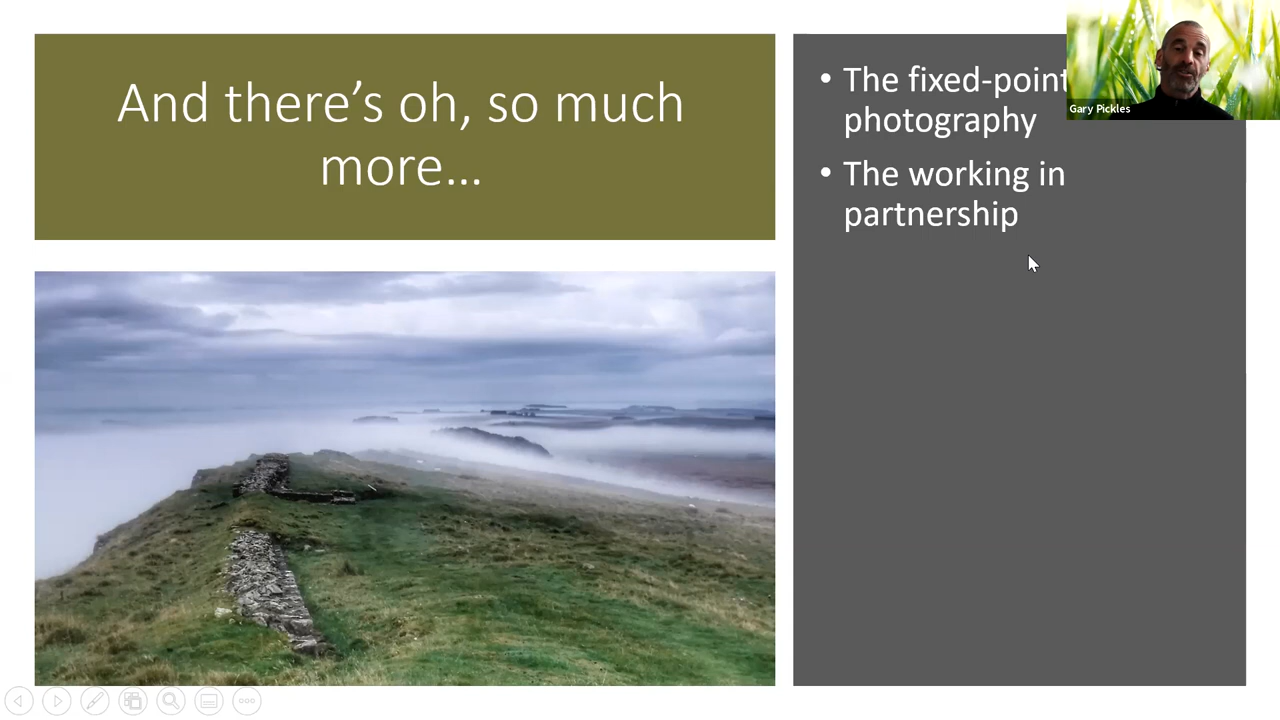 And there’s oh, so much
more…
• The fixed-point
photography
• The working in
partnership
Gary Pickles